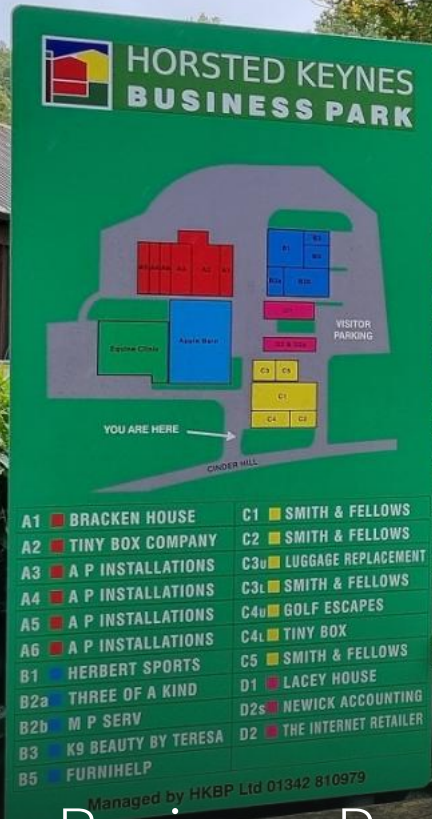 HORSTED KEYNES
BUSINESS PARK
B1
A2
Apple Barn
Equine Clinic
VISITOR
PARKING
C3
C5
C1
C4
C2
YOU ARE HERE
CINDER HILL
A1 BRACKEN HOUSE
A2 TINY BOX COMPANY
A3 A P INSTALLATIONS
A4 A P INSTALLATIONS
A5 A P INSTALLATIONS
A6 A P INSTALLATIONS
B1 HERBERT SPORTS
B2a THREE OF A KIND
B2b M P SERV
B3 K9 BEAUTY BY TERESA
B5 FURNIHELP
C1 SMITH & FELLOWS
C2 SMITH & FELLOWS
C3U LUGGAGE REPLACEMENT
C3L SMITH & FELLOWS
C4U GOLF ESCAPES
C4L TINY BOX
C5 SMITH & FELLOWS
D1 LACEY HOUSE
D2s NEWICK ACCOUNTING
D2 THE INTERNET RETAILER
Managed by HKBP Ltd 01342 810979